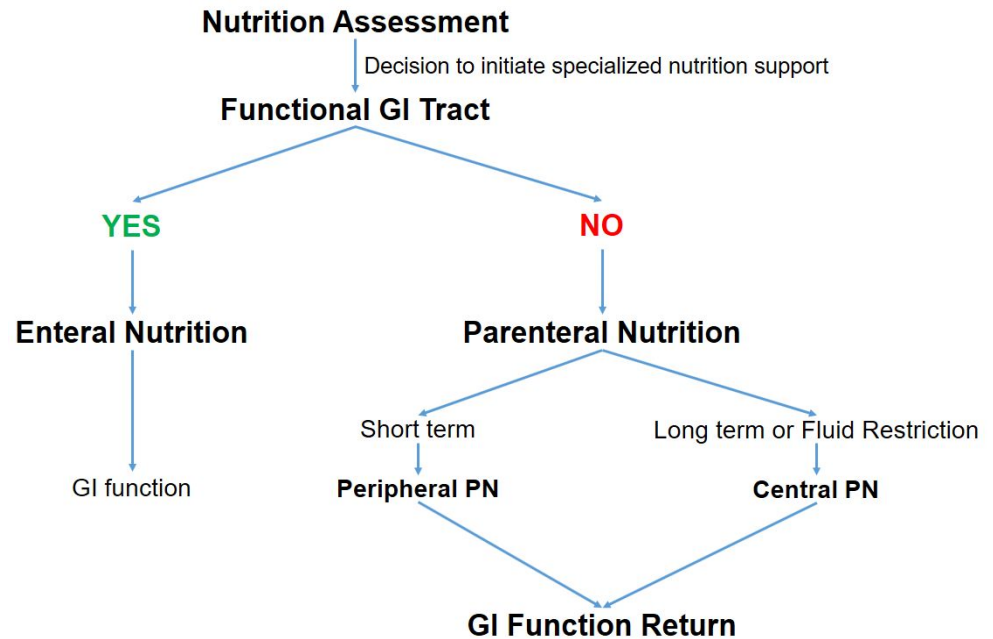 Nutrition Assessment
Decision to initiate specialized nutrition support
Functional GI Tract
YES
NO
Enteral Nutrition
Parenteral Nutrition
Short term
Long term or Fluid Restriction
GI function
Peripheral PN
Central PN
GI Function Return